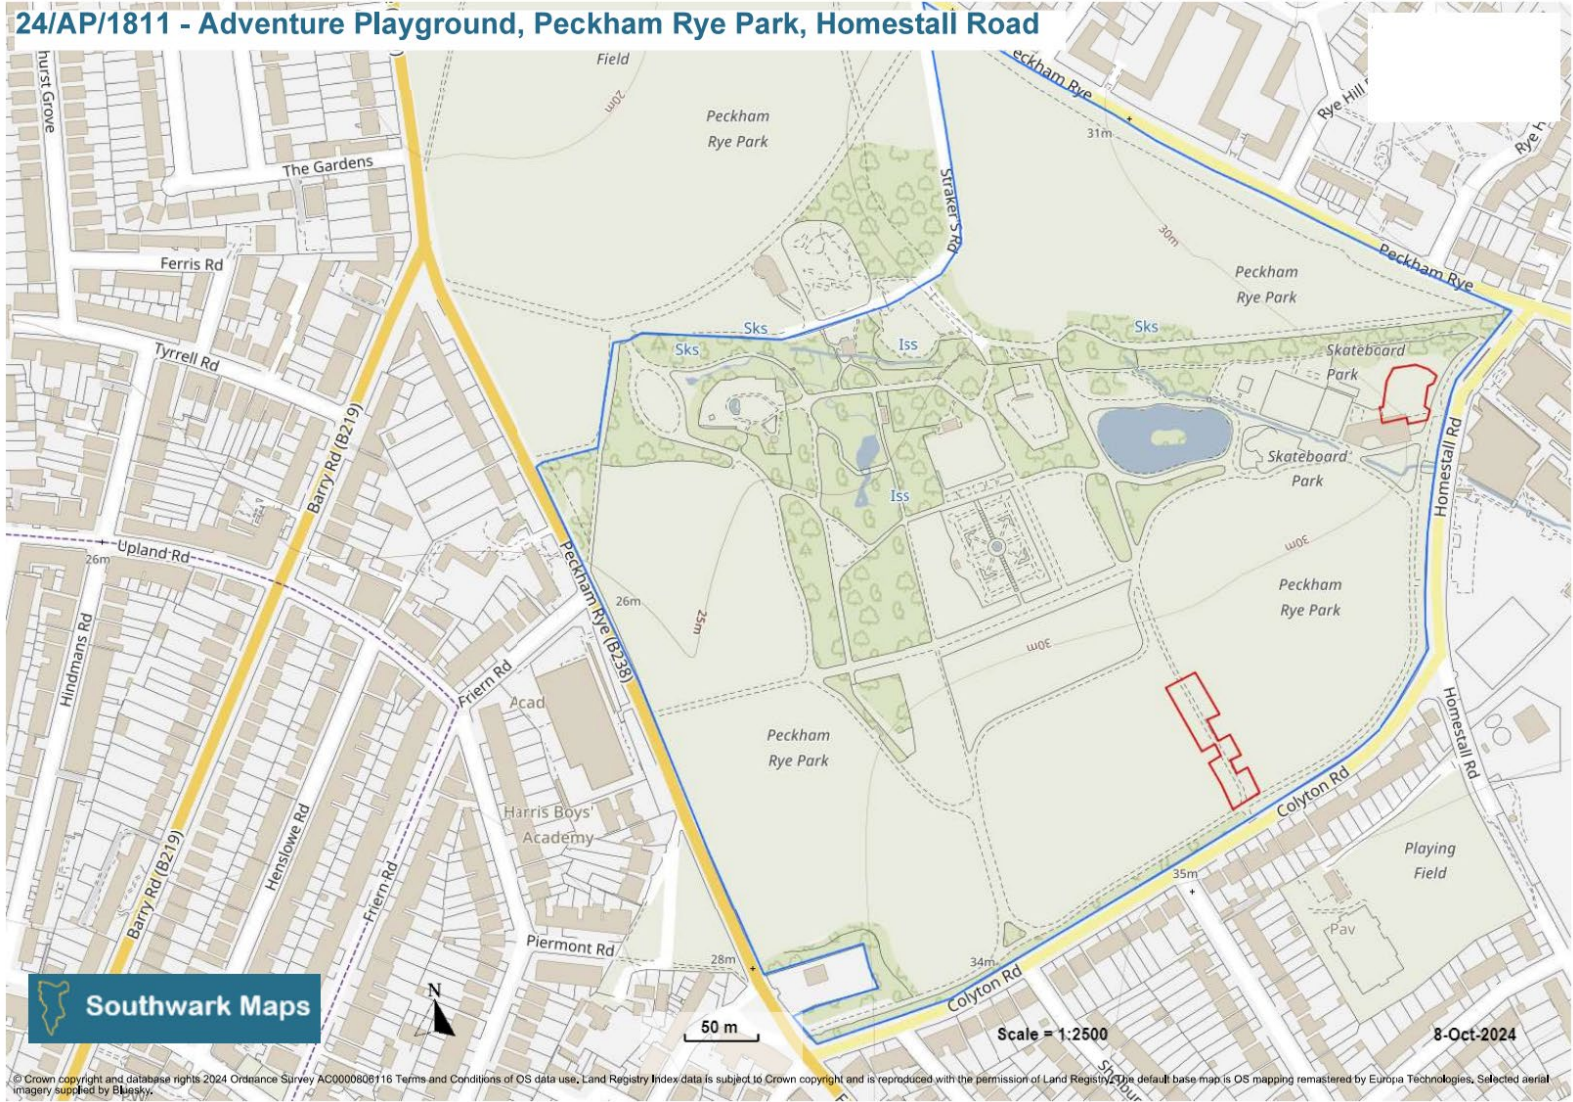 24/AP/1811 - Adventure Playground, Peckham Rye Park, Homestall Road
hurst Grove
Field
20m
Peckham
Rye Park
eckham Rye
31m
Rye Hill
Rye H
The Gardens
Straker'S Rd
30m
Peckham Rye
Ferris Rd
Peckham
Rye Park
Sks
Sks
Iss
Sks
Skateboard
Park
Tyrrell Rd
Barry Rd (B219)
Skateboard
Park
Homestall Rd
Iss
Upland Rd
26m
Peckham Rye (B238)
30m
Peckham
Rye Park
26m
25m
30m
Hindmans Rd
Friern Rd
Acad
Homestall Rd
Peckham
Rye Park
Colyton Rd
Harris Boys'
Academy
Henslowe Rd
Barry Rd (B219)
Friern Rd
Playing
Field
35m
Pav
Piermont Rd
28m
34m
Colyton Rd
Southwark Maps
N
50 m
Scale = 1:2500
8-Oct-2024
© Crown copyright and database rights 2024 Ordnance Survey AC0000806116 Terms and Conditions of OS data use. Land Registry Index data is subject to Crown copyright and is reproduced with the permission of Land Registry. The default base map is OS mapping remastered by Europa Technologies. Selected aerial
imagery supplied by Bluesky.